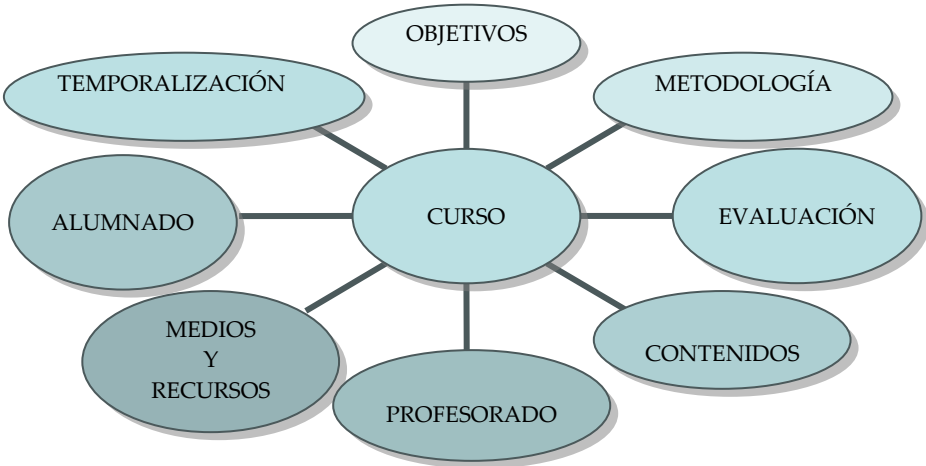 OBJETIVOS
TEMPORALIZACIÓN
METODOLOGÍA
ALUMNADO
CURSO
EVALUACIÓN
MEDIOS
Y
RECURSOS
CONTENIDOS
PROFESORADO